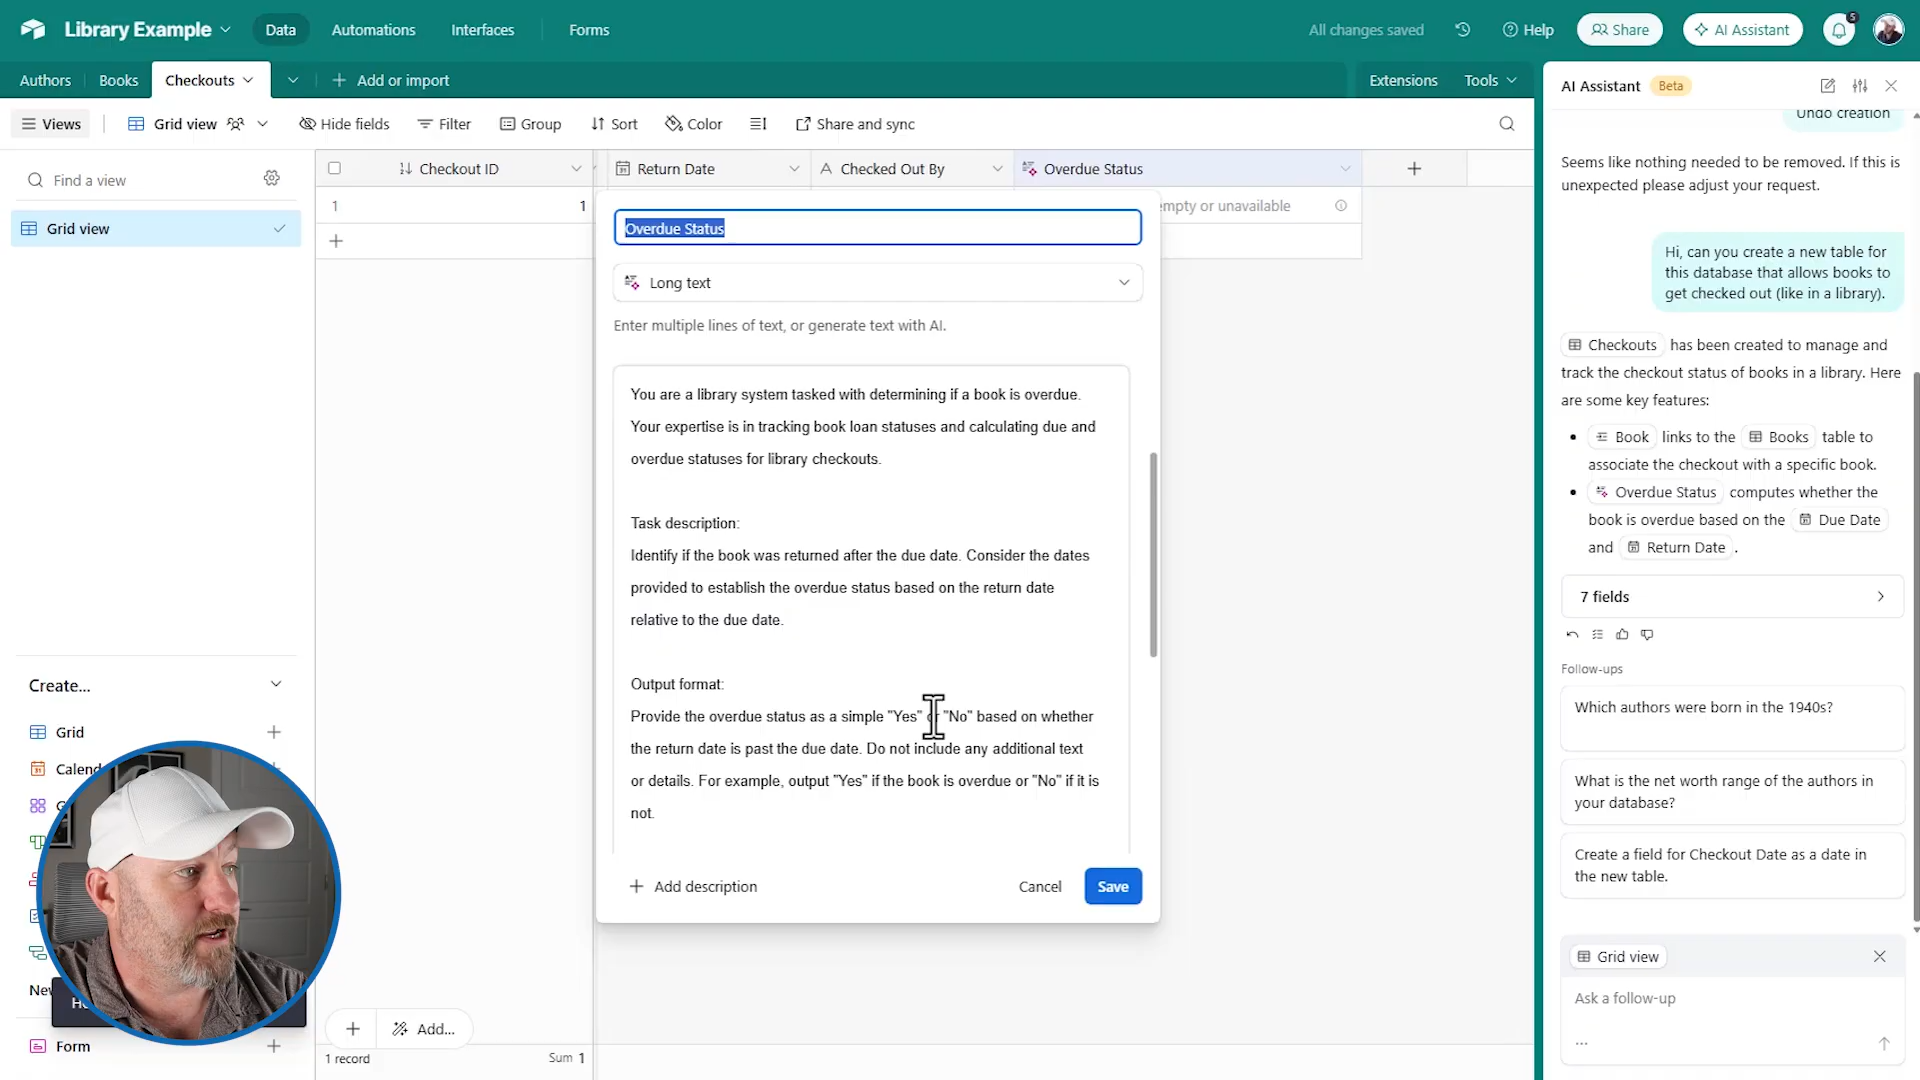 Library Example
Data
Automations
Interfaces
Forms
All changes saved
Help
Share
AI Assistant
5
Authors
Books
Checkouts
Add or import
Extensions
Tools
Views
Grid view
Hide fields
Filter
Group
Sort
Color
Share and sync
Find a view
Grid view
Create...
Grid
Form
Checkout ID
Return Date
Checked Out By
Overdue Status
1
1
empty or unavailable
Overdue Status
Long text
Enter multiple lines of text, or generate text with AI.
You are a library system tasked with determining if a book is overdue.
Your expertise is in tracking book loan statuses and calculating due and
overdue statuses for library checkouts.
Task description:
Identify if the book was returned after the due date. Consider the dates
provided to establish the overdue status based on the return date
relative to the due date.
Output format:
Provide the overdue status as a simple "Yes" or "No" based on whether
the return date is past the due date. Do not include any additional text
or details. For example, output "Yes" if the book is overdue or "No" if it is
not.
Add description
Cancel
Save
Add...
1 record
Sum 1
AI Assistant
Beta
Undo creation
Seems like nothing needed to be removed. If this is
unexpected please adjust your request.
Hi, can you create a new table for
this database that allows books to
get checked out (like in a library).
Checkouts has been created to manage and
track the checkout status of books in a library. Here
are some key features:
Book links to the Books table to
associate the checkout with a specific book.
Overdue Status computes whether the
book is overdue based on the Due Date
and Return Date .
7 fields
Follow-ups
Which authors were born in the 1940s?
What is the net worth range of the authors in
your database?
Create a field for Checkout Date as a date in
the new table.
Grid view
Ask a follow-up
...